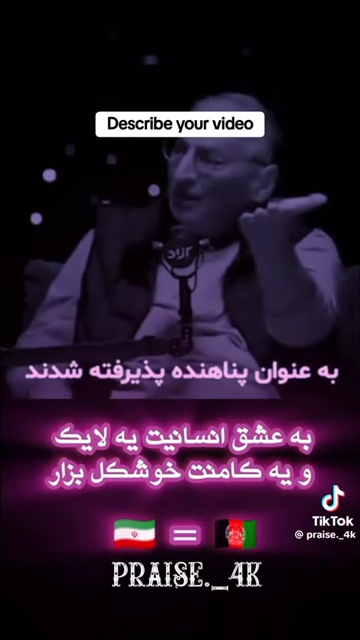 Describe your video
آزاد
به عنوان پناهنده پذیرفته شدند
به عشق انسانیت یه لایک
و یه کامنت خوشکل بزار
=
TikTok
@ praise._4k
PRAISE._4K